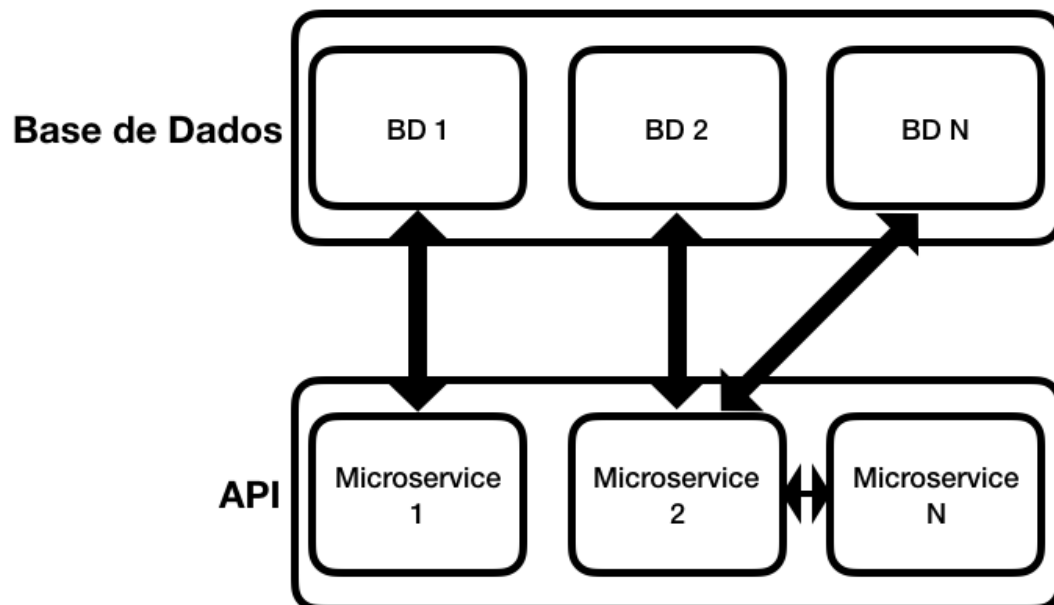 Base de Dados
BD 1
BD 2
BD N
API
Microservice
1
Microservice
2
Microservice
N